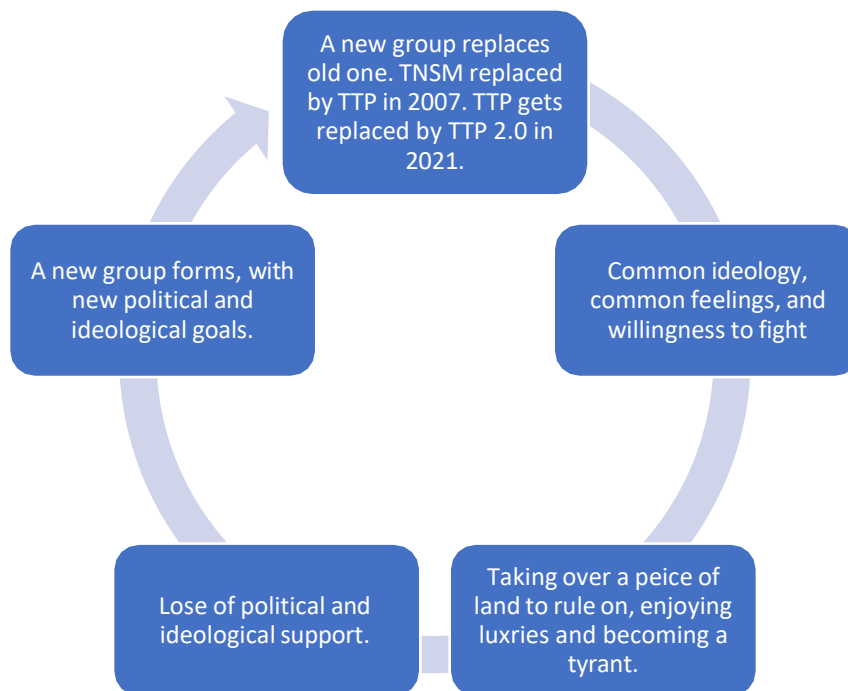 A new group replaces
old one. TNSM replaced
by TTP in 2007. TTP gets
replaced by TTP 2.0 in
2021.
Common ideology,
common feelings, and
willingness to fight
Taking over a peice of
land to rule on, enjoying
luxries and becoming a
tyrant.
Lose of political and
ideological support.
A new group forms, with
new political and
ideological goals.